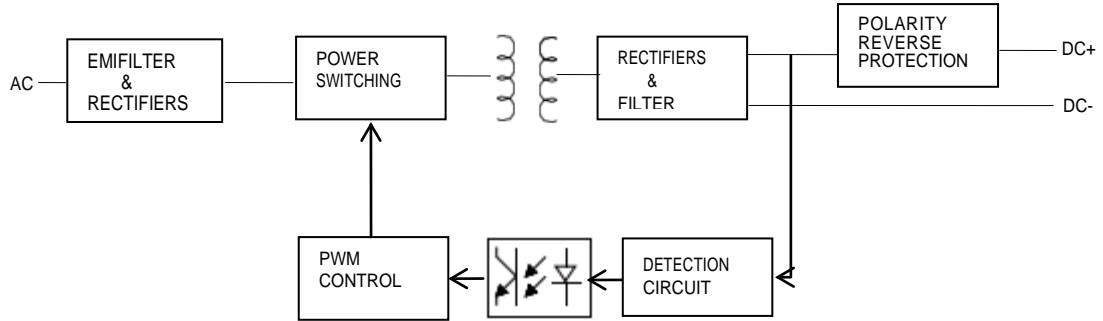 POLARITY
REVERSE
PROTECTION
DC+
AC
EMIFILTER
&
RECTIFIERS
POWER
SWITCHING
RECTIFIERS
&
FILTER
DC-
PWM
CONTROL
DETECTION
CIRCUIT